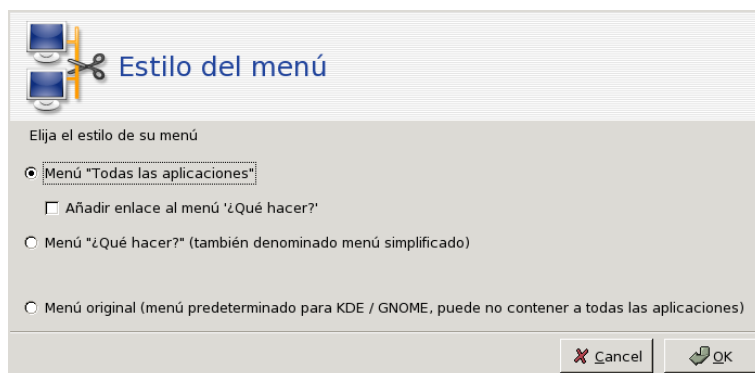 Estilo del menú
Elija el estilo de su menú
Menú "Todas las aplicaciones"
Añadir enlace al menú '¿Qué hacer?'
Menú "¿Qué hacer?" (también denominado menú simplificado)
Menú original (menú predeterminado para KDE / GNOME, puede no contener a todas las aplicaciones)
Cancel OK